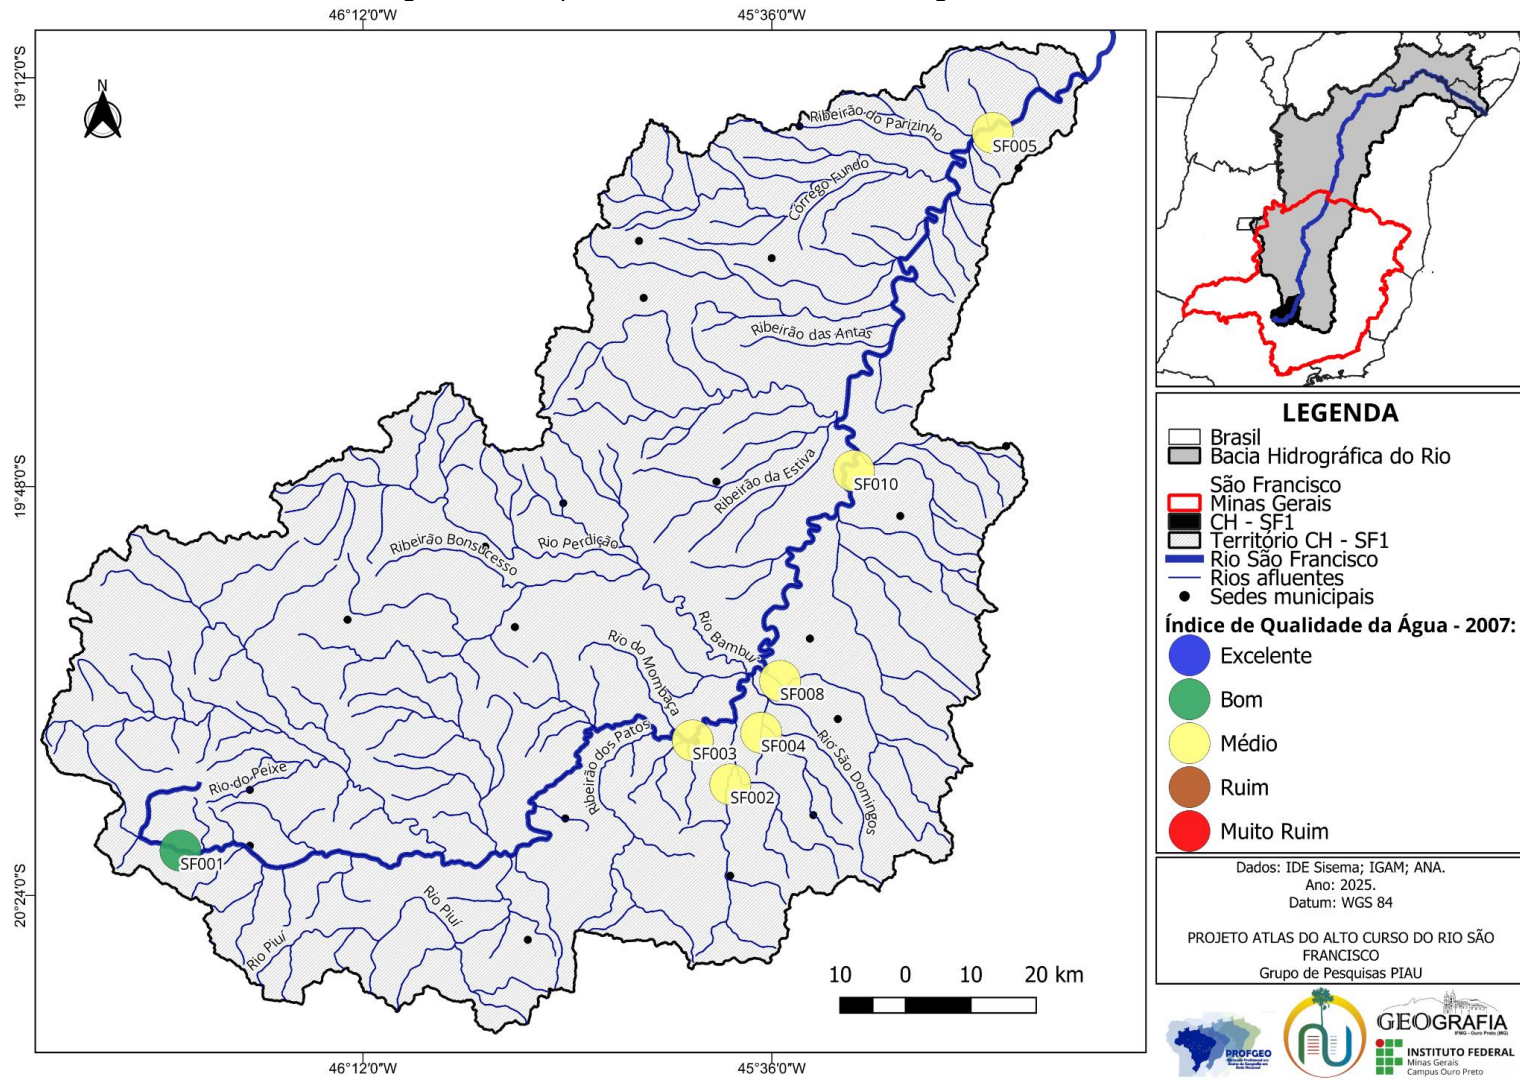 46°12'0"W
45°36'0"W
19°12'0"S
N
Ribeirão do Parizinho
SF005
Córrego Fundo
Ribeirão das Antas
19°48'0"S
SF010
Ribeirão da Estiva
Ribeirão Bonsucesso
Rio Perdição
Rio Bambuí
Rio do Mombaça
SF008
SF004
SF003
SF002
Ribeirão dos Patos
Rio São Domingos
Rio do Peixe
SF001
20°24'0"S
Rio Piuí
Rio Piuí
10 0 10 20 km
46°12'0"W
45°36'0"W
LEGENDA
Brasil
Bacia Hidrográfica do Rio
São Francisco
Minas Gerais
CH - SF1
Território CH - SF1
Rio São Francisco
Rios afluentes
Sedes municipais
Índice de Qualidade da Água - 2007:
Excelente
Bom
Médio
Ruim
Muito Ruim
Dados: IDE Sisema; IGAM; ANA.
Ano: 2025.
Datum: WGS 84
PROJETO ATLAS DO ALTO CURSO DO RIO SÃO
FRANCISCO
Grupo de Pesquisas PIAU
PROFGEO
GEOGRAFIA
IFMG - Ouro Preto (MG)
INSTITUTO FEDERAL
Minas Gerais
Campus Ouro Preto